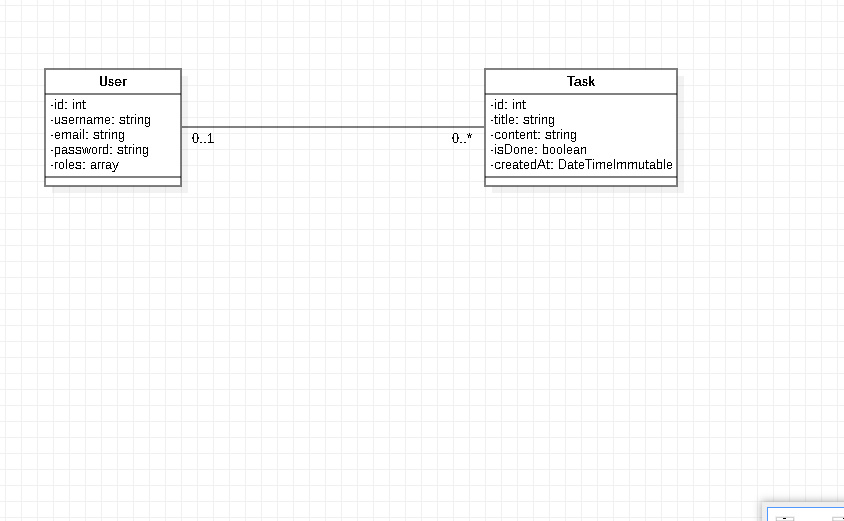 User
-id: int
-username: string
-email: string
-password: string
-roles: array
0..1
0..*
Task
-id: int
-title: string
-content: string
-isDone: boolean
-createdAt: DateTimeImmutable